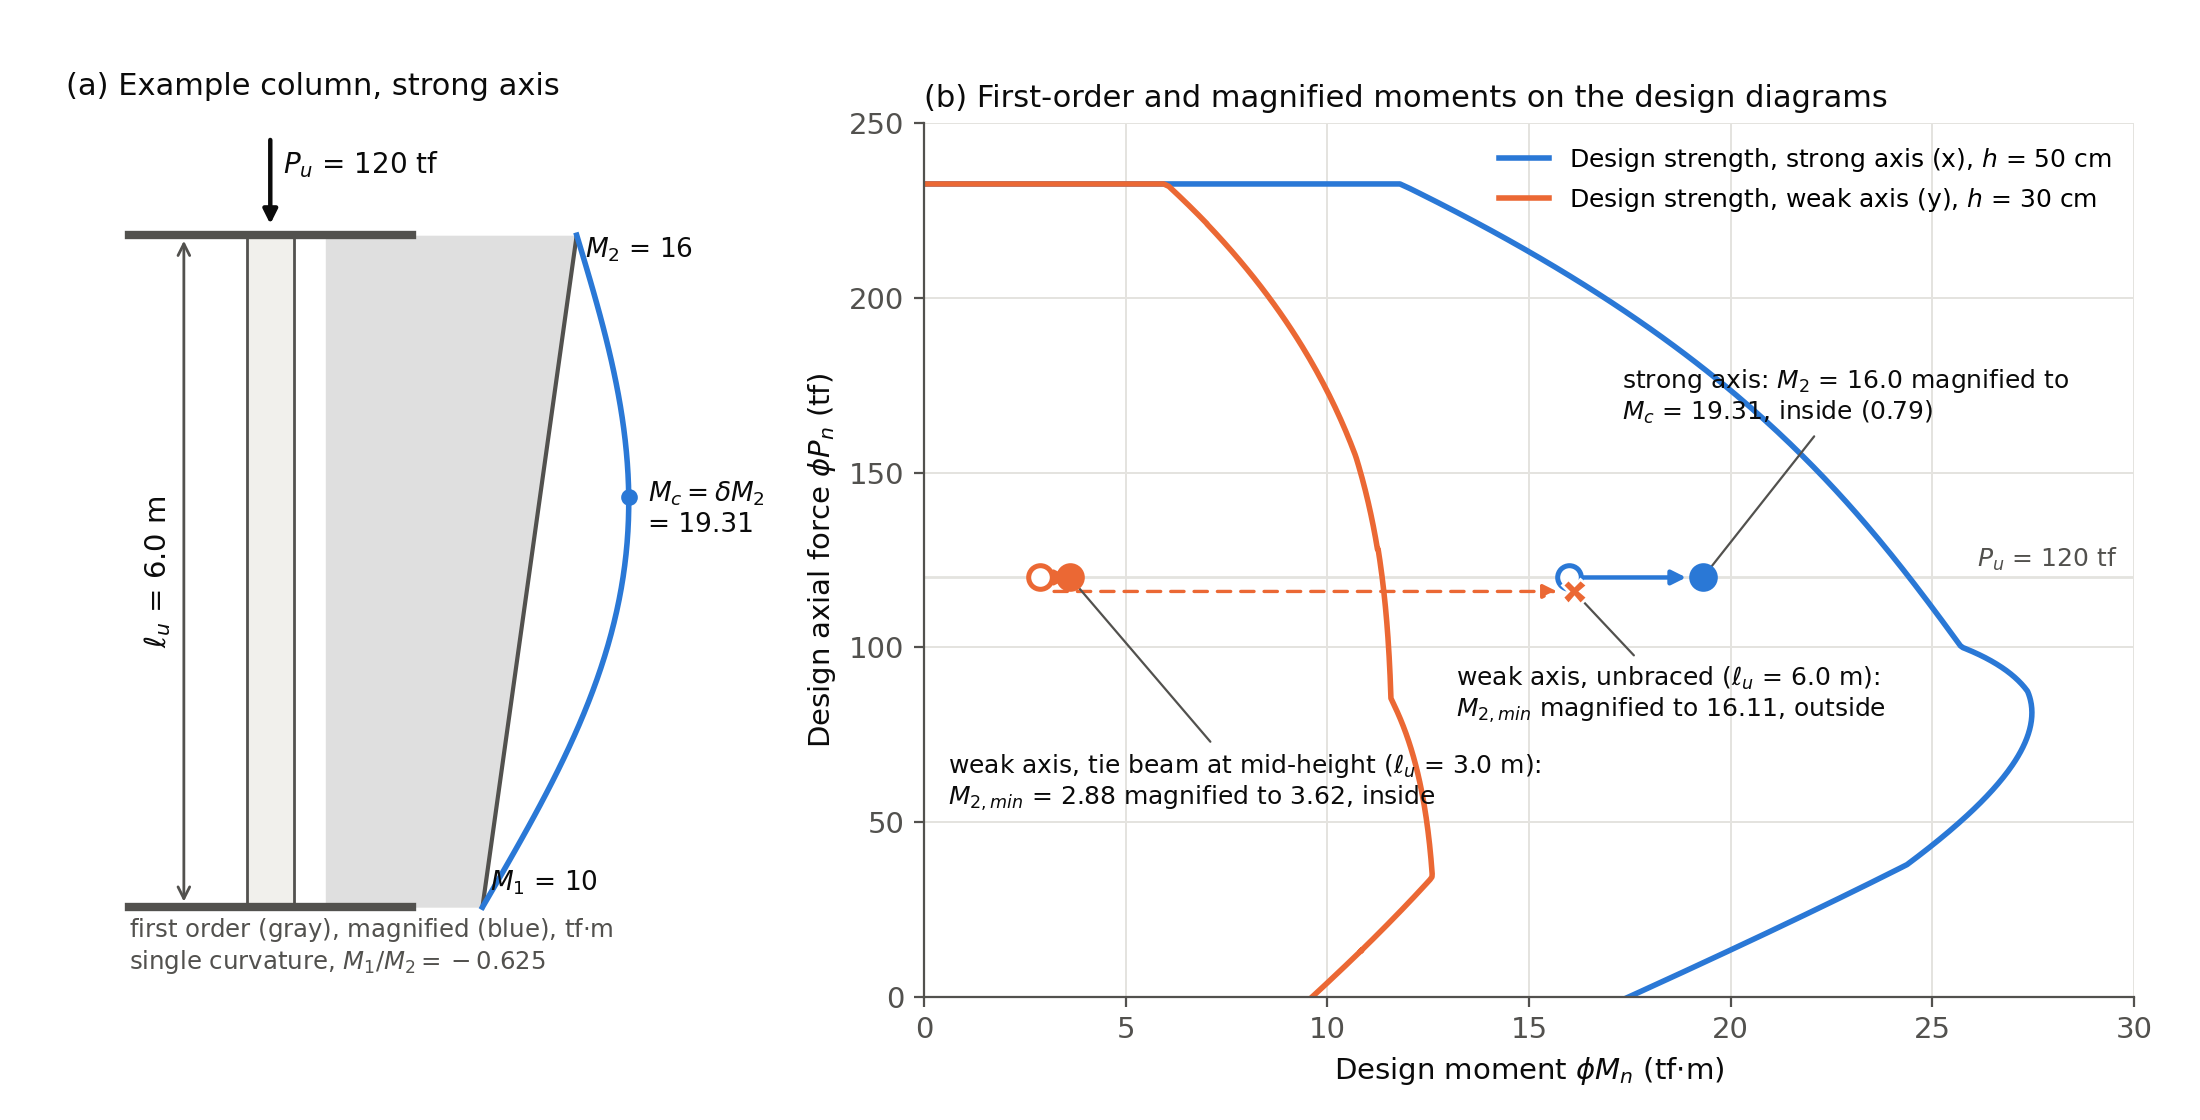 (a) Example column, strong axis
P_u = 120 tf
M_2 = 16
ℓ_u = 6.0 m
M_c = δM_2
= 19.31
M_1 = 10
first order (gray), magnified (blue), tf·m
single curvature, M_1/M_2 = −0.625
(b) First-order and magnified moments on the design diagrams
Design strength, strong axis (x), h = 50 cm
Design strength, weak axis (y), h = 30 cm
strong axis: M_2 = 16.0 magnified to
M_c = 19.31, inside (0.79)
P_u = 120 tf
weak axis, unbraced (ℓ_u = 6.0 m):
M_2,min magnified to 16.11, outside
weak axis, tie beam at mid-height (ℓ_u = 3.0 m):
M_2,min = 2.88 magnified to 3.62, inside
Design axial force ϕP_n (tf)
250
200
150
100
50
0
0 5 10 15 20 25 30
Design moment ϕM_n (tf·m)